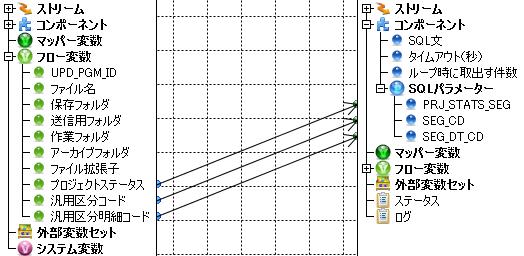 ストリーム
コンポーネント
マッパー変数
フロー変数
UPD_PGM_ID
ファイル名
保存フォルダ
送信用フォルダ
作業フォルダ
アーカイブフォルダ
ファイル拡張子
プロジェクトステータス
汎用区分コード
汎用区分明細コード
外部変数セット
システム変数
ストリーム
コンポーネント
SQL文
タイムアウト(秒)
ループ時に取出す件数
SQLパラメーター
PRJ_STATS_SEG
SEG_CD
SEG_DT_CD
マッパー変数
フロー変数
外部変数セット
ステータス
ログ